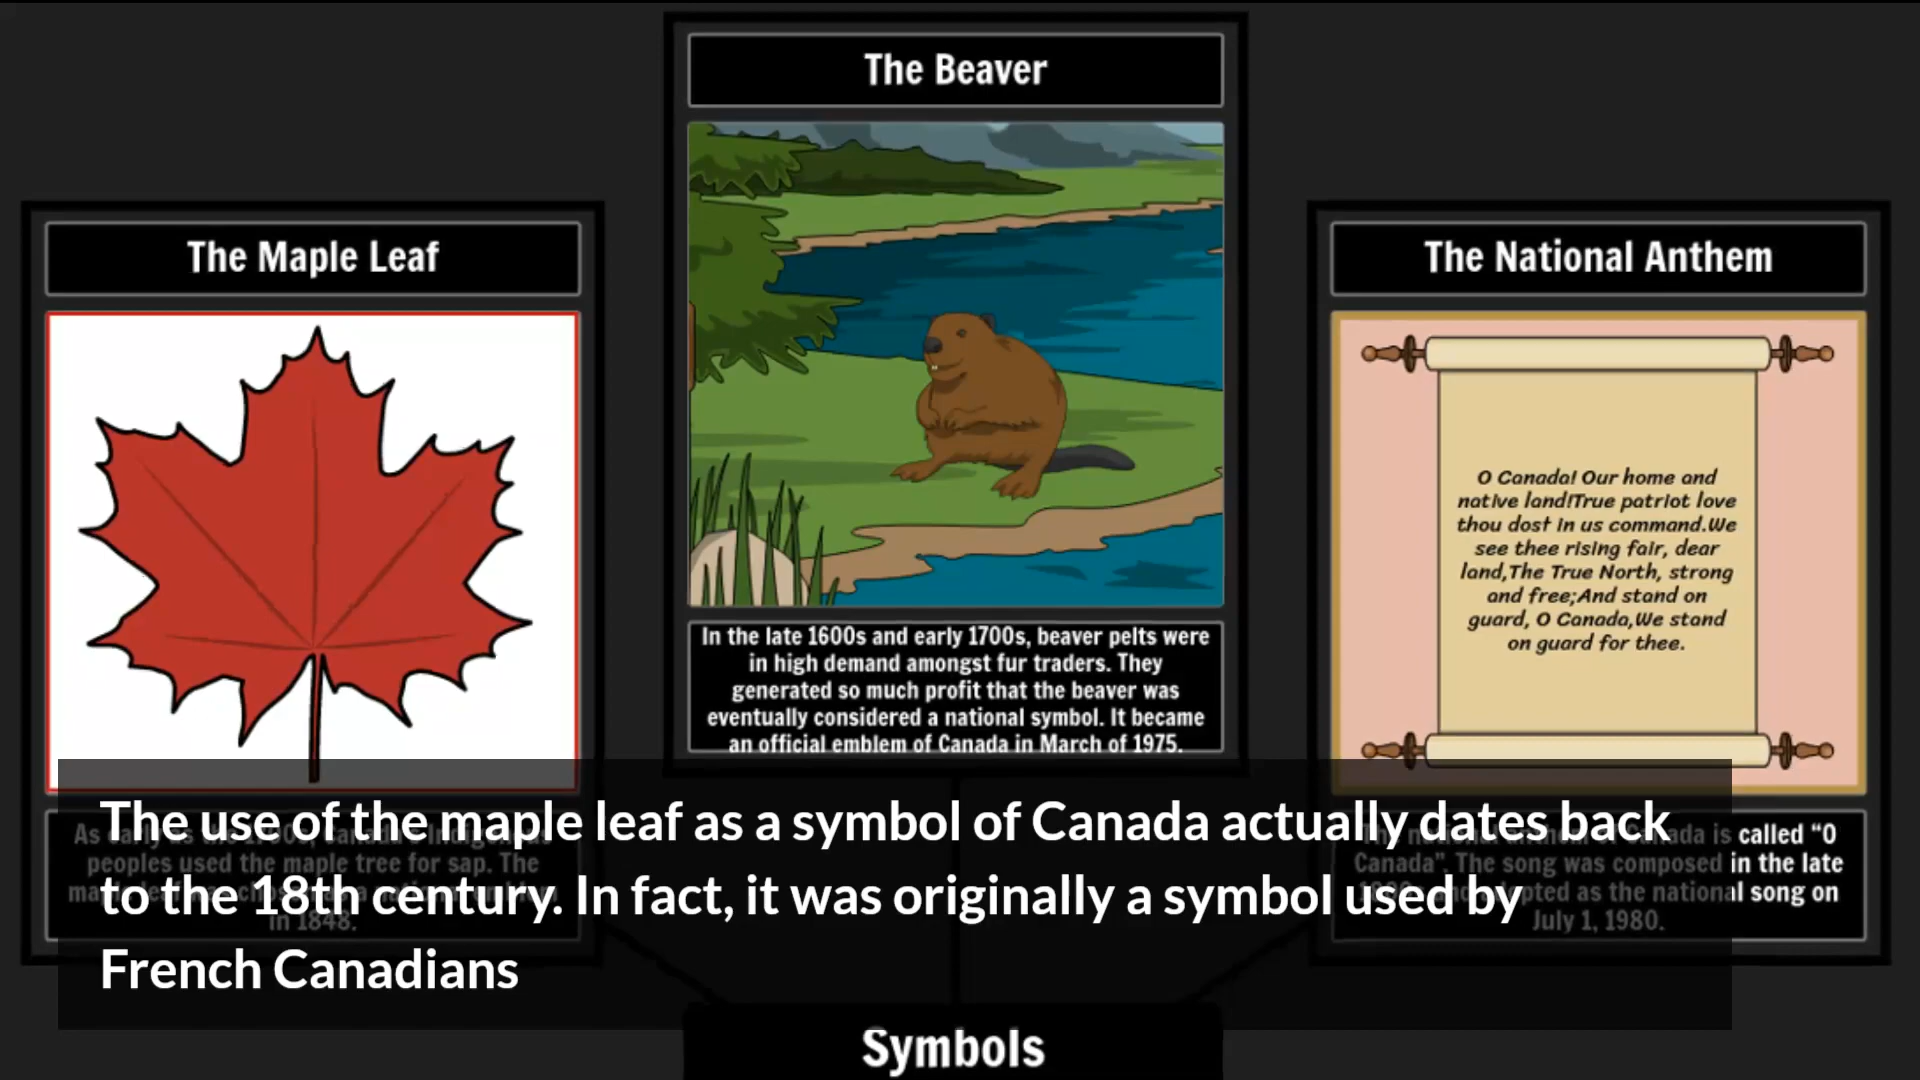 The Beaver
The Maple Leaf
The National Anthem
O Canada! Our home and
native land!True patriot love
thou dost in us command.We
see thee rising fair, dear
land,The True North, strong
and free;And stand on
guard, O Canada,We stand
on guard for thee.
In the late 1600s and early 1700s, beaver pelts were
in high demand amongst fur traders. They
generated so much profit that the beaver was
eventually considered a national symbol. It became
an official emblem of Canada in March of 1975.
peoples used the maple tree for sap. The
in 1848.
called “O
Canada”. The song was composed in the late
as the national song on
July 1, 1980.
The use of the maple leaf as a symbol of Canada actually dates back
to the 18th century. In fact, it was originally a symbol used by
French Canadians
Symbols